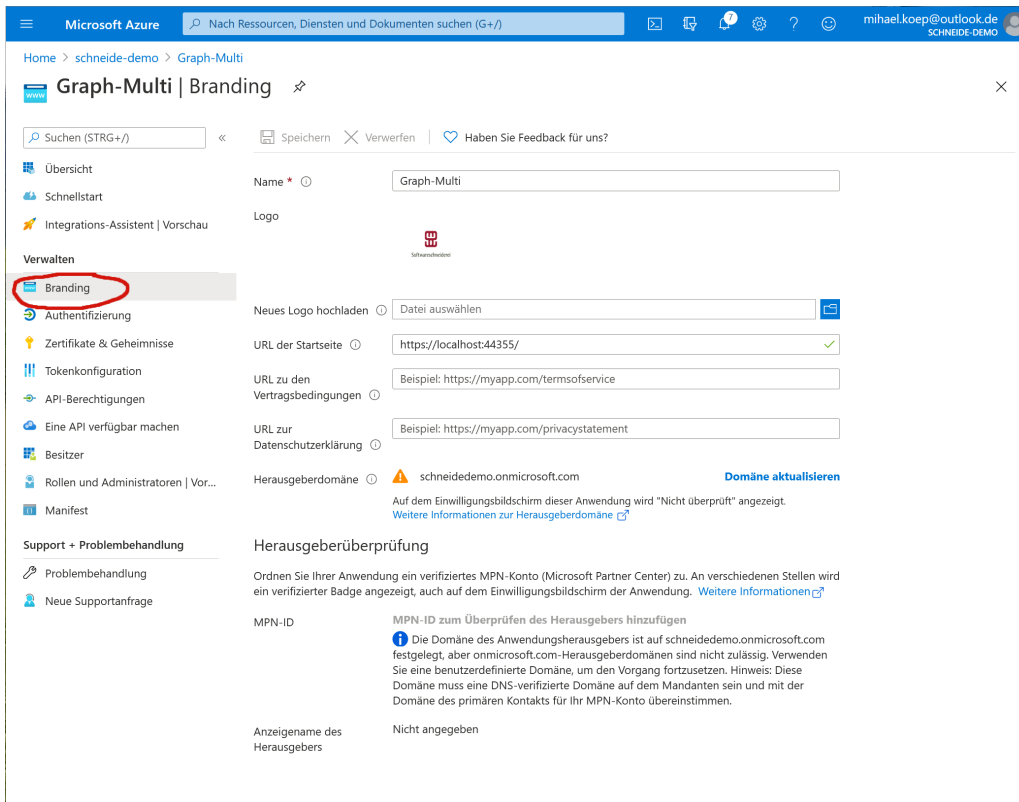 Microsoft Azure
Nach Ressourcen, Diensten und Dokumenten suchen (G+/)
7
mihael.koep@outlook.de
SCHNEIDE-DEMO
Home > schneide-demo > Graph-Multi
www
Graph-Multi | Branding
Suchen (STRG+/)
«
Speichern
Verwerfen
Haben Sie Feedback für uns?
Übersicht
Schnellstart
Integrations-Assistent | Vorschau
Verwalten
Branding
Authentifizierung
Zertifikate & Geheimnisse
Tokenkonfiguration
API-Berechtigungen
Eine API verfügbar machen
Besitzer
Rollen und Administratoren | Vor...
Manifest
Support + Problembehandlung
Problembehandlung
Neue Supportanfrage
Name *
Graph-Multi
Logo
Softwareschneiderei
Neues Logo hochladen
Datei auswählen
URL der Startseite
https://localhost:44355/
URL zu den
Vertragsbedingungen
Beispiel: https://myapp.com/termsofservice
URL zur
Datenschutzerklärung
Beispiel: https://myapp.com/privacystatement
Herausgeberdomäne
schneidedemo.onmicrosoft.com
Domäne aktualisieren
Auf dem Einwilligungsbildschirm dieser Anwendung wird "Nicht überprüft" angezeigt.
Weitere Informationen zur Herausgeberdomäne
Herausgeberüberprüfung
Ordnen Sie Ihrer Anwendung ein verifiziertes MPN-Konto (Microsoft Partner Center) zu. An verschiedenen Stellen wird
ein verifizierter Badge angezeigt, auch auf dem Einwilligungsbildschirm der Anwendung. Weitere Informationen
MPN-ID
MPN-ID zum Überprüfen des Herausgebers hinzufügen
Die Domäne des Anwendungsherausgebers ist auf schneidedemo.onmicrosoft.com
festgelegt, aber onmicrosoft.com-Herausgeberdomänen sind nicht zulässig. Verwenden
Sie eine benutzerdefinierte Domäne, um den Vorgang fortzusetzen. Hinweis: Diese
Domäne muss eine DNS-verifizierte Domäne auf dem Mandanten sein und mit der
Domäne des primären Kontakts für Ihr MPN-Konto übereinstimmen.
Anzeigename des
Herausgebers
Nicht angegeben